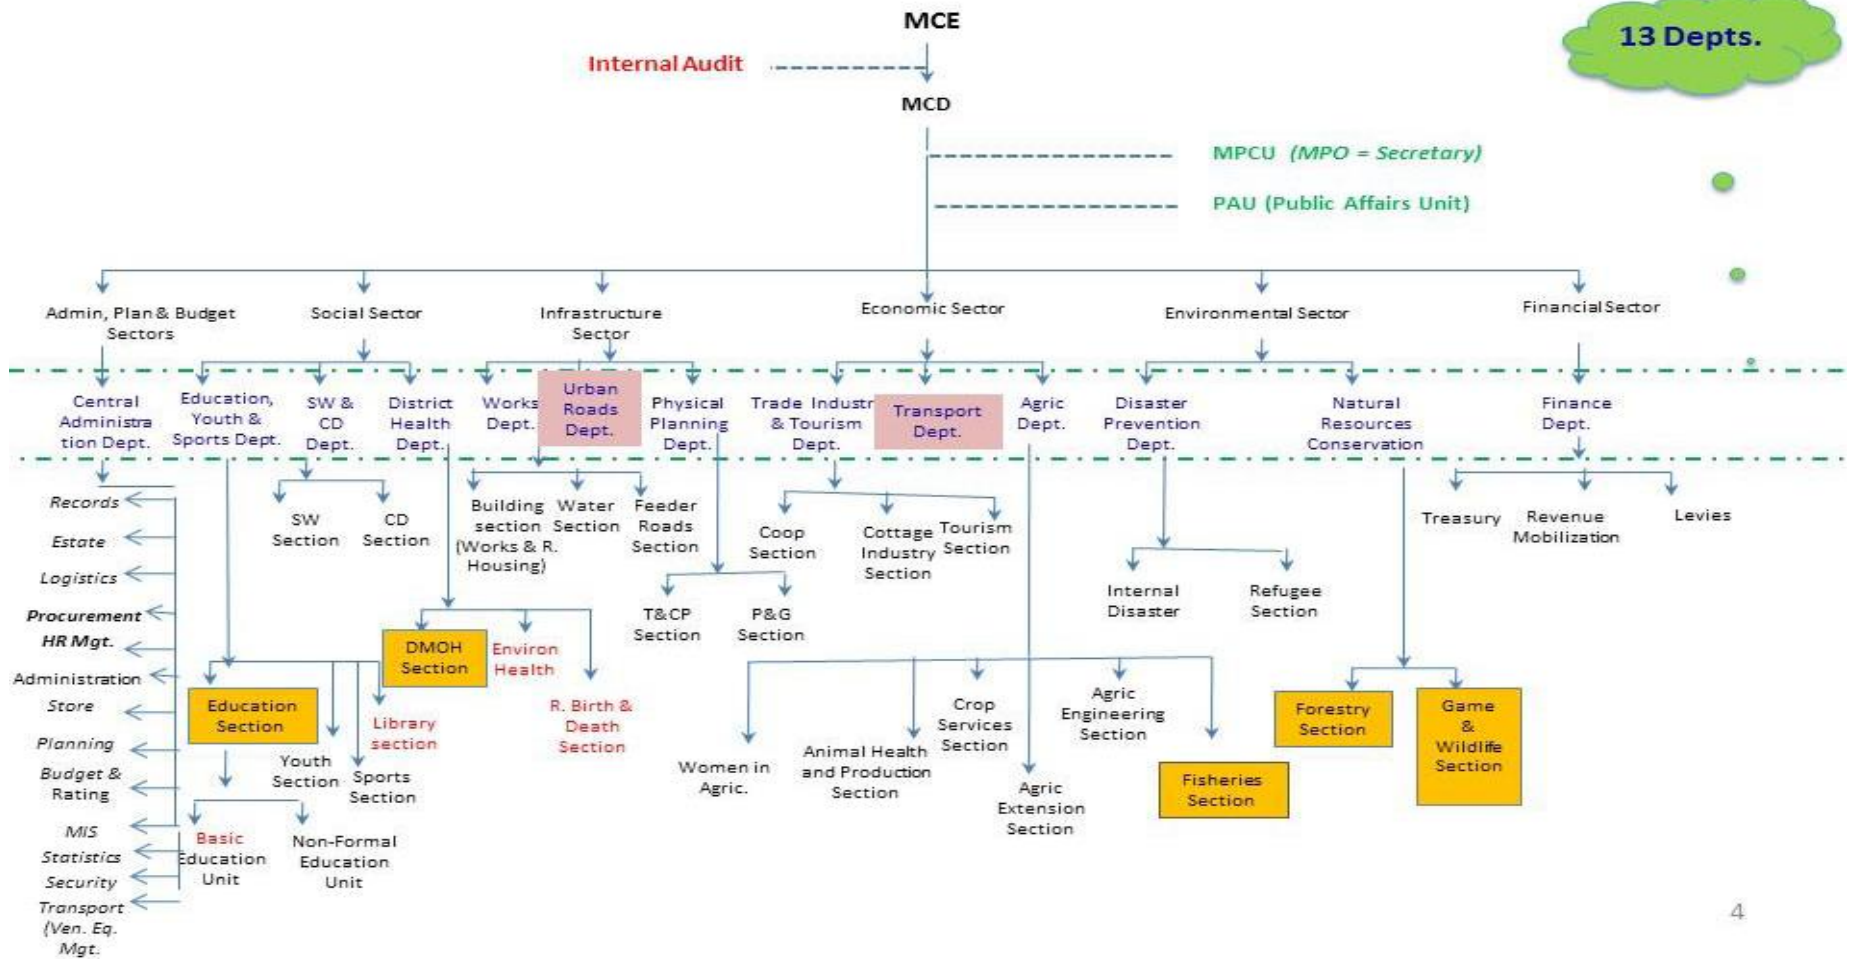 MCE
13 Depts.
Internal Audit
MCD
MPCU (MPO = Secretary)
PAU (Public Affairs Unit)
Admin, Plan & Budget
Sectors
Social Sector
Infrastructure
Sector
Economic Sector
Environmental Sector
Financial Sector
Central
Administra
tion Dept.
Education,
Youth &
Sports Dept.
SW &
CD
Dept.
District
Health
Dept.
Works
Dept.
Urban
Roads
Dept.
Physical
Planning
Dept.
Trade Industr
& Tourism
Dept.
Transport
Dept.
Agric
Dept.
Disaster
Prevention
Dept.
Natural
Resources
Conservation
Finance
Dept.
Records
Estate
Logistics
Procurement
HR Mgt.
Administration
Store
Planning
Budget &
Rating
MIS
Statistics
Security
Transport
(Ven. Eq.
Mgt.
SW
Section
CD
Section
Building
section
(Works & R.
Housing)
Water
Section
Feeder
Roads
Section
Coop
Section
Cottage
Industry
Section
Tourism
Section
Treasury
Revenue
Mobilization
Levies
Internal
Disaster
Refugee
Section
T&CP
Section
P&G
Section
DMOH
Section
Environ
Health
R. Birth &
Death
Section
Education
Section
Youth
Section
Sports
Section
Library
section
Basic
Education
Unit
Non-Formal
Education
Unit
Women in
Agric.
Animal Health
and Production
Section
Crop
Services
Section
Agric
Extension
Section
Agric
Engineering
Section
Fisheries
Section
Forestry
Section
Game
&
Wildlife
Section
4